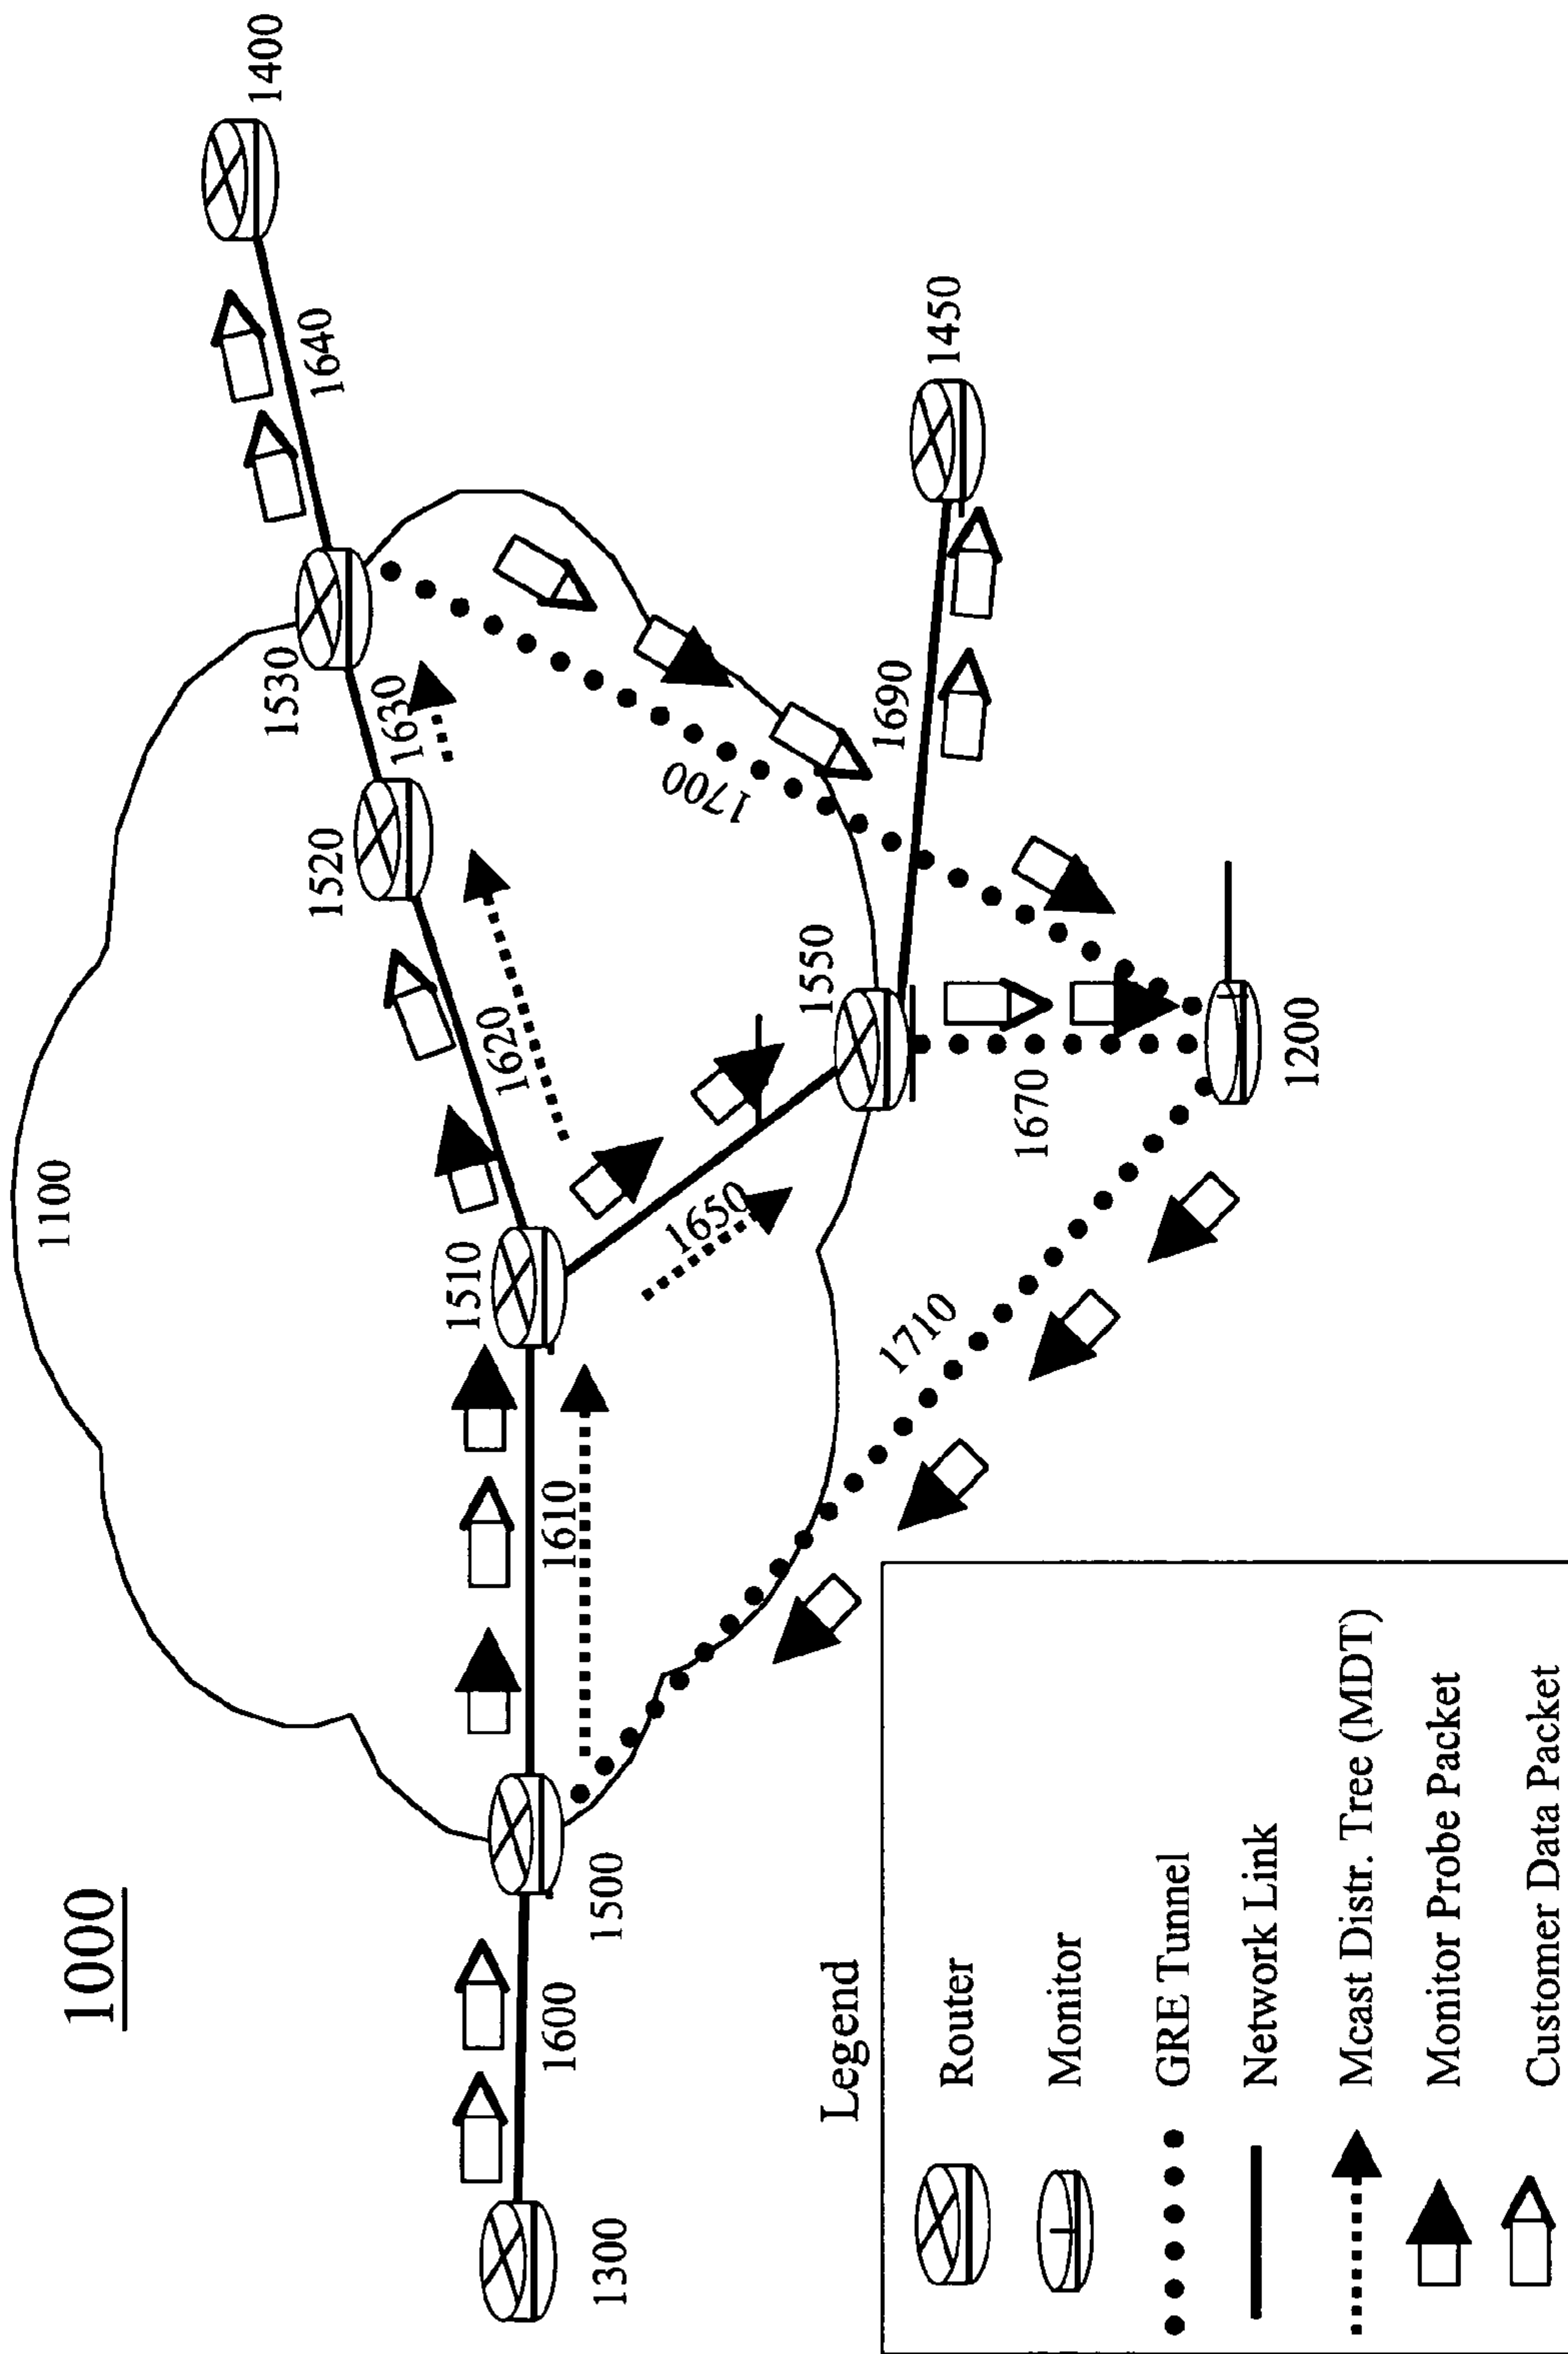 1000
1100
1300
1600
1500
1610
1510
1620
1520
1630
1530
1640
1400
1650
1550
1690
1450
1700
1670
1710
1200
Legend
Router
Monitor
GRE Tunnel
Network Link
Mcast Distr. Tree (MDT)
Monitor Probe Packet
Customer Data Packet